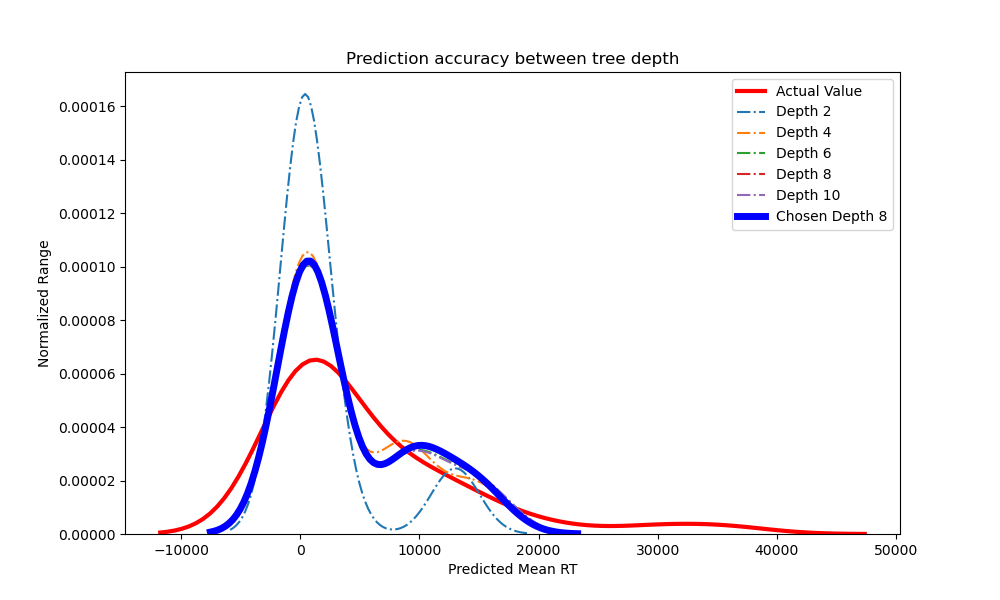 Prediction accuracy between tree depth
Actual Value
Depth 2
Depth 4
Depth 6
Depth 8
Depth 10
Chosen Depth 8
Normalized Range
0.00016
0.00014
0.00012
0.00010
0.00008
0.00006
0.00004
0.00002
0.00000
−10000 0 10000 20000 30000 40000 50000
Predicted Mean RT